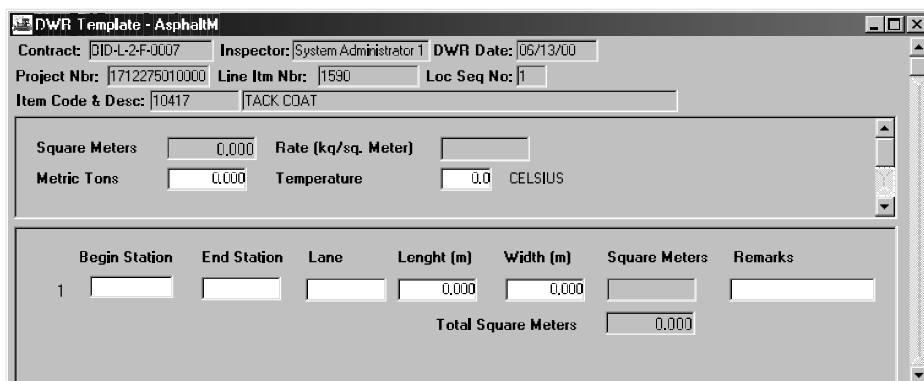 DWR Template - AsphaltM
Contract: CID-L-2-F-0007 Inspector: System Administrator 1 DWR Date: 06/13/00
Project Nbr: 1712275010000 Line Itm Nbr: 1590 Loc Seq No: 1
Item Code & Desc: 10417 TACK COAT
Square Meters 0.000 Rate (kq/sq. Meter)
Metric Tons 0.000 Temperature 0.0 CELSIUS
Begin Station End Station Lane Lenght (m) Width (m) Square Meters Remarks
1 0.000 0.000
Total Square Meters 0.000